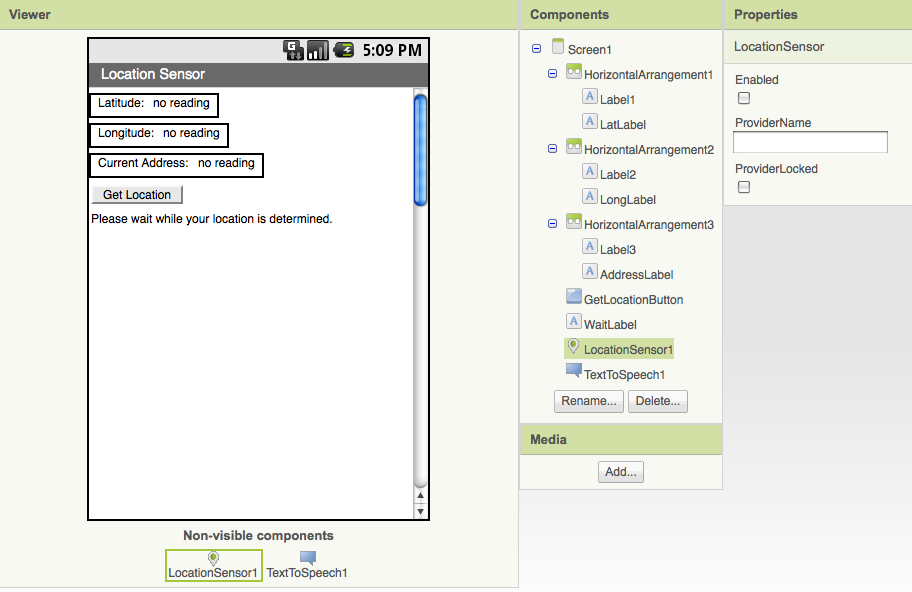 Viewer
5:09 PM
Location Sensor
Latitude: no reading
Longitude: no reading
Current Address: no reading
Get Location
Please wait while your location is determined.
Non-visible components
LocationSensor1 TextToSpeech1
Components
Screen1
HorizontalArrangement1
A Label1
A LatLabel
HorizontalArrangement2
A Label2
A LongLabel
HorizontalArrangement3
A Label3
A AddressLabel
GetLocationButton
A WaitLabel
LocationSensor1
TextToSpeech1
Rename... Delete...
Media
Add...
Properties
LocationSensor
Enabled
ProviderName
ProviderLocked